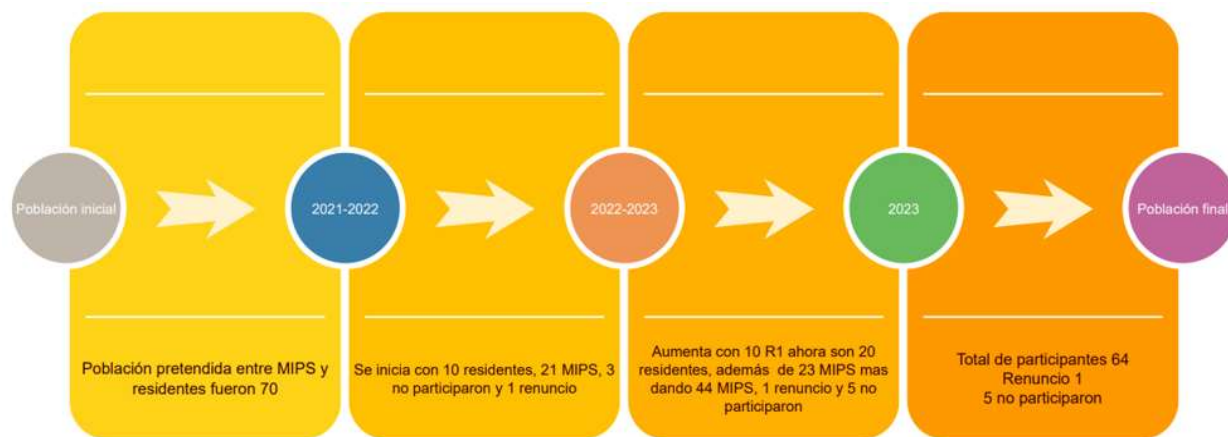 Población inicial
2021-2022
2022-2023
2023
Población final
Población pretendida entre MIPS y
residentes fueron 70
Se inicia con 10 residentes, 21 MIPS, 3
no participaron y 1 renuncio
Aumenta con 10 R1 ahora son 20
residentes, además de 23 MIPS mas
dando 44 MIPS, 1 renuncio y 5 no
participaron
Total de participantes 64
Renuncio 1
5 no participaron